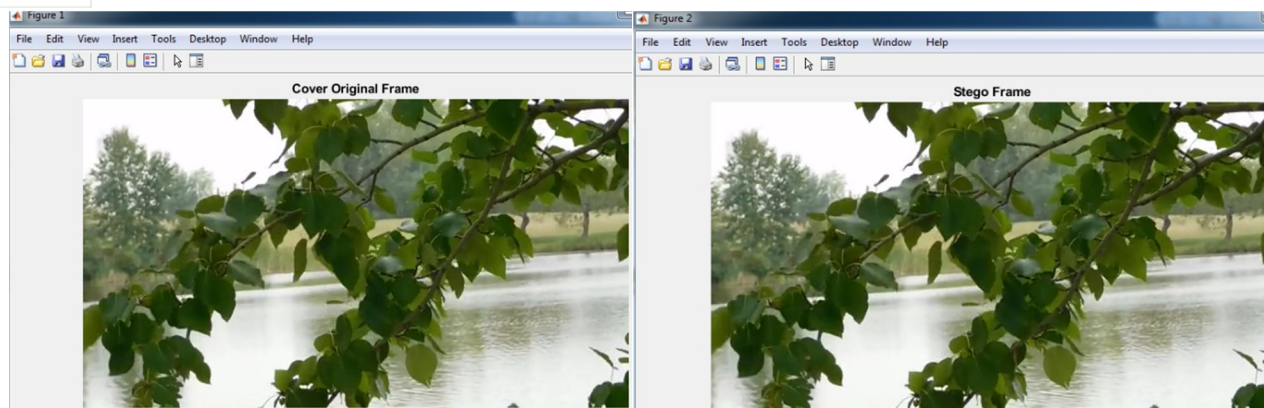 Figure 1
File Edit View Insert Tools Desktop Window Help
Cover Original Frame
Figure 2
File Edit View Insert Tools Desktop Window Help
Stego Frame